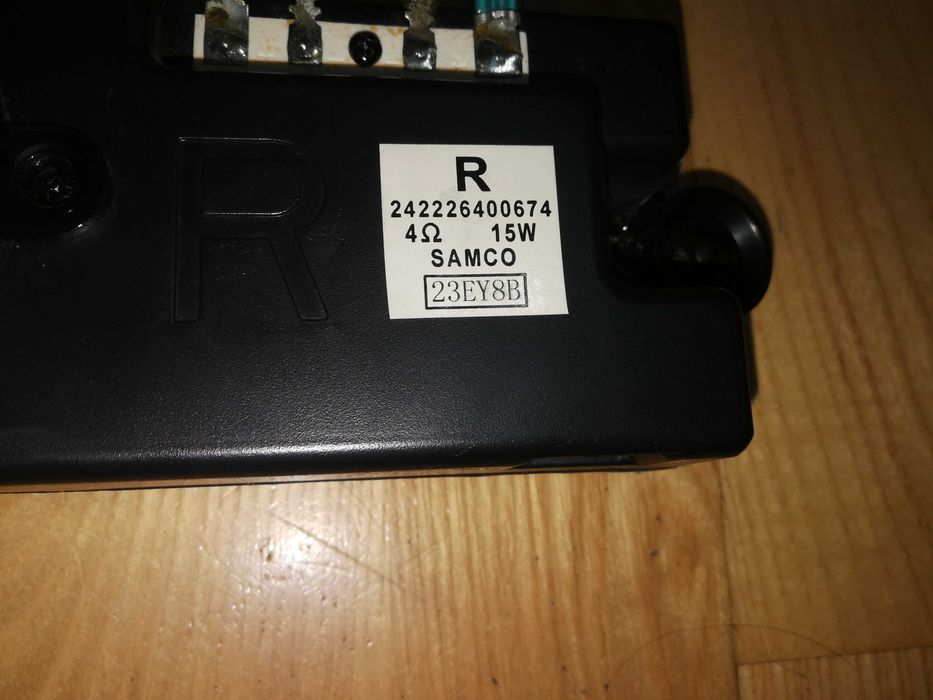 R
R
242226400674
4Ω 15W
SAMCO
23EY8B